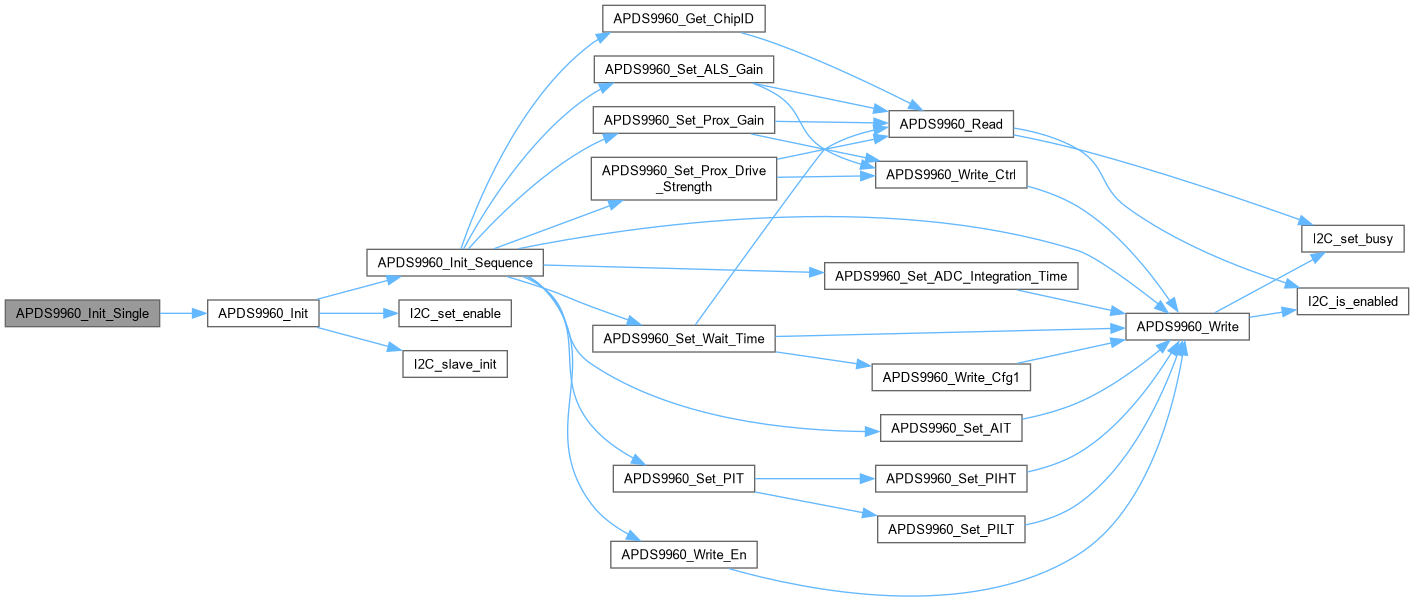 APDS9960_Init_Single
APDS9960_Init
APDS9960_Init_Sequence
I2C_set_enable
I2C_slave_init
APDS9960_Get_ChipID
APDS9960_Set_ALS_Gain
APDS9960_Set_Prox_Gain
APDS9960_Set_Prox_Drive
_Strength
APDS9960_Set_ADC_Integration_Time
APDS9960_Set_Wait_Time
APDS9960_Set_AIT
APDS9960_Set_PIT
APDS9960_Write_En
APDS9960_Read
APDS9960_Write_Ctrl
APDS9960_Write_Cfg1
APDS9960_Set_PIHT
APDS9960_Set_PILT
APDS9960_Write
I2C_set_busy
I2C_is_enabled